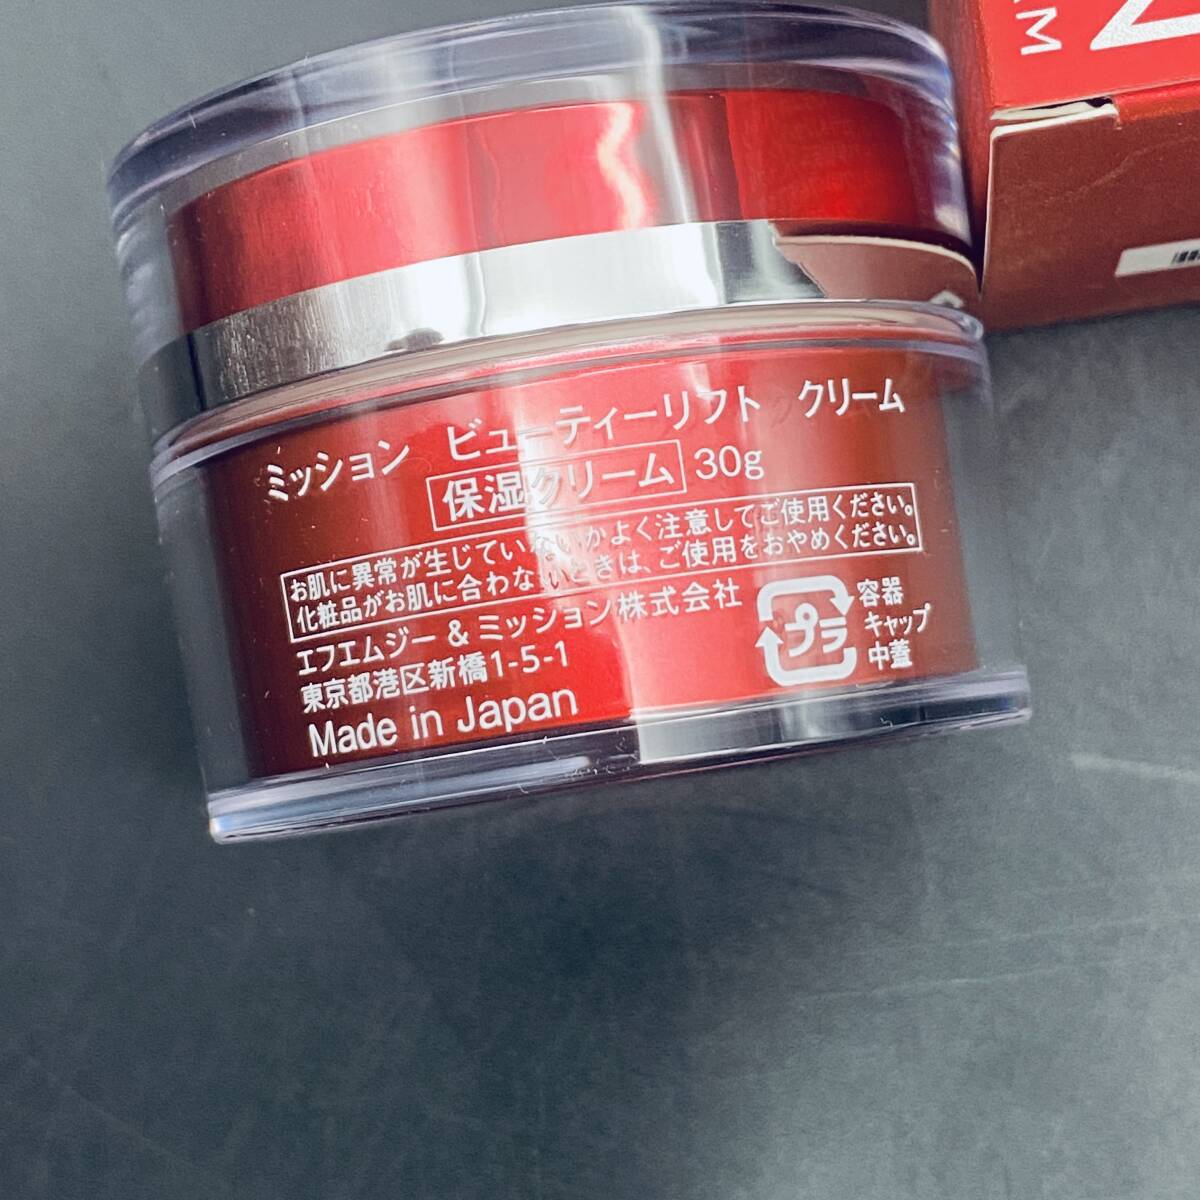 ミッション ビューティーリフト クリーム
保湿クリーム 30g
お肌に異常が生じていないかよく注意してご使用ください。
化粧品がお肌に合わないときは、ご使用をおやめください。
エフエムジー&ミッション株式会社
東京都港区新橋1-5-1
Made in Japan
プラ
容器
キャップ
中蓋